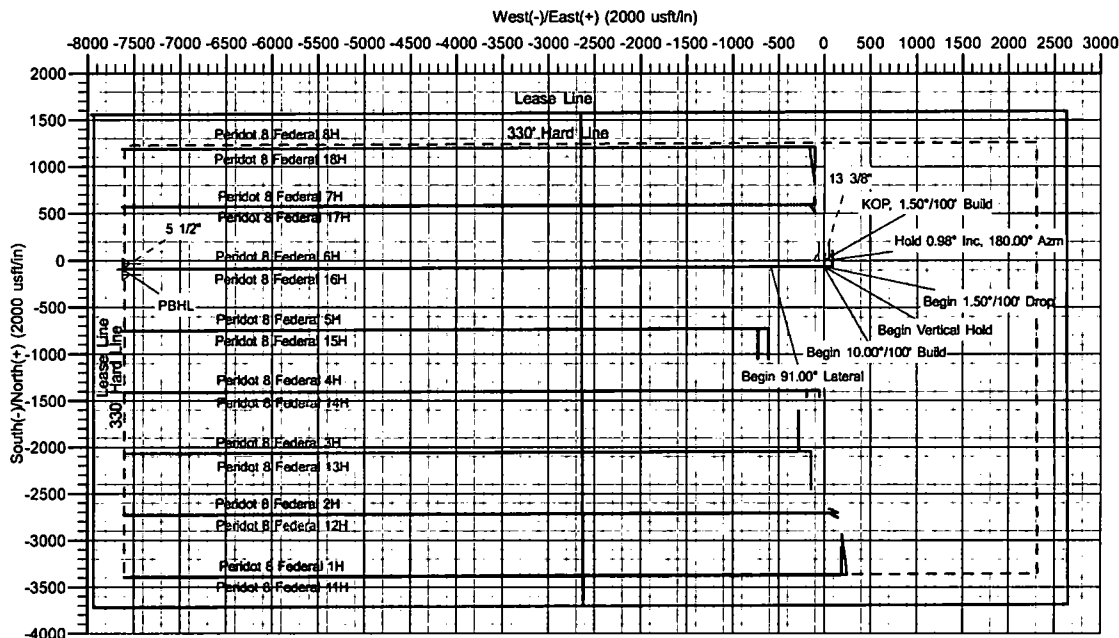 West(-)/East(+) (2000 usft/in)
-8000 -7500 -7000 -6500 -6000 -5500 -5000 -4500 -4000 -3500 -3000 -2500 -2000 -1500 -1000 -500 0 500 1000 1500 2000 2500 3000
South(-)/North(+) (2000 usft/in)
2000
1500
1000
500
0
-500
-1000
-1500
-2000
-2500
-3000
-3500
-4000
Lease Line
330' Hard Line
Peridot 8 Federal 8H
Peridot 8 Federal 18H
Peridot 8 Federal 7H
Peridot 8 Federal 17H
5 1/2"
Peridot 8 Federal 6H
Peridot 8 Federal 16H
PBHL
Peridot 8 Federal 5H
Peridot 8 Federal 15H
Peridot 8 Federal 4H
Peridot 8 Federal 14H
Peridot 8 Federal 3H
Peridot 8 Federal 13H
Peridot 8 Federal 2H
Peridot 8 Federal 12H
Peridot 8 Federal 1H
Peridot 8 Federal 11H
Lease Line
330' Hard Line
13 3/8"
KOP, 1.50°/100' Build
Hold 0.98° Inc, 180.00° Azm
Begin 1.50°/100' Drop
Begin Vertical Hold
Begin 10.00°/100' Build
Begin 91.00° Lateral